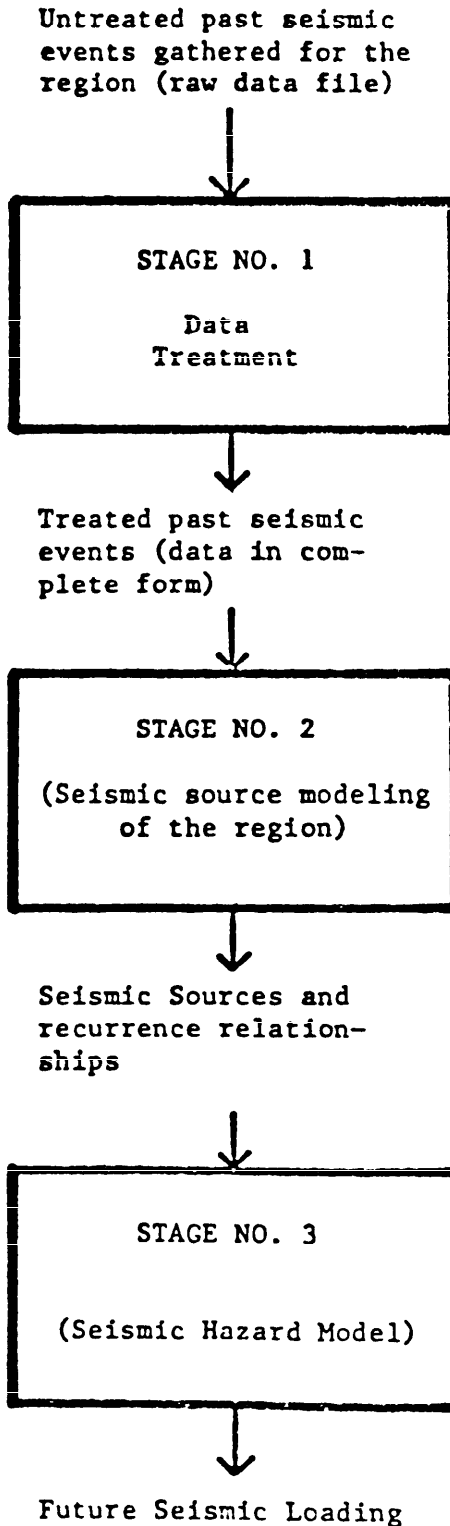 Untreated past seismic
events gathered for the
region (raw data file)
STAGE NO. 1
Data
Treatment
Treated past seismic
events (data in com-
plete form)
STAGE NO. 2
(Seismic source modeling
of the region)
Seismic Sources and
recurrence relation-
ships
STAGE NO. 3
(Seismic Hazard Model)
Future Seismic Loading